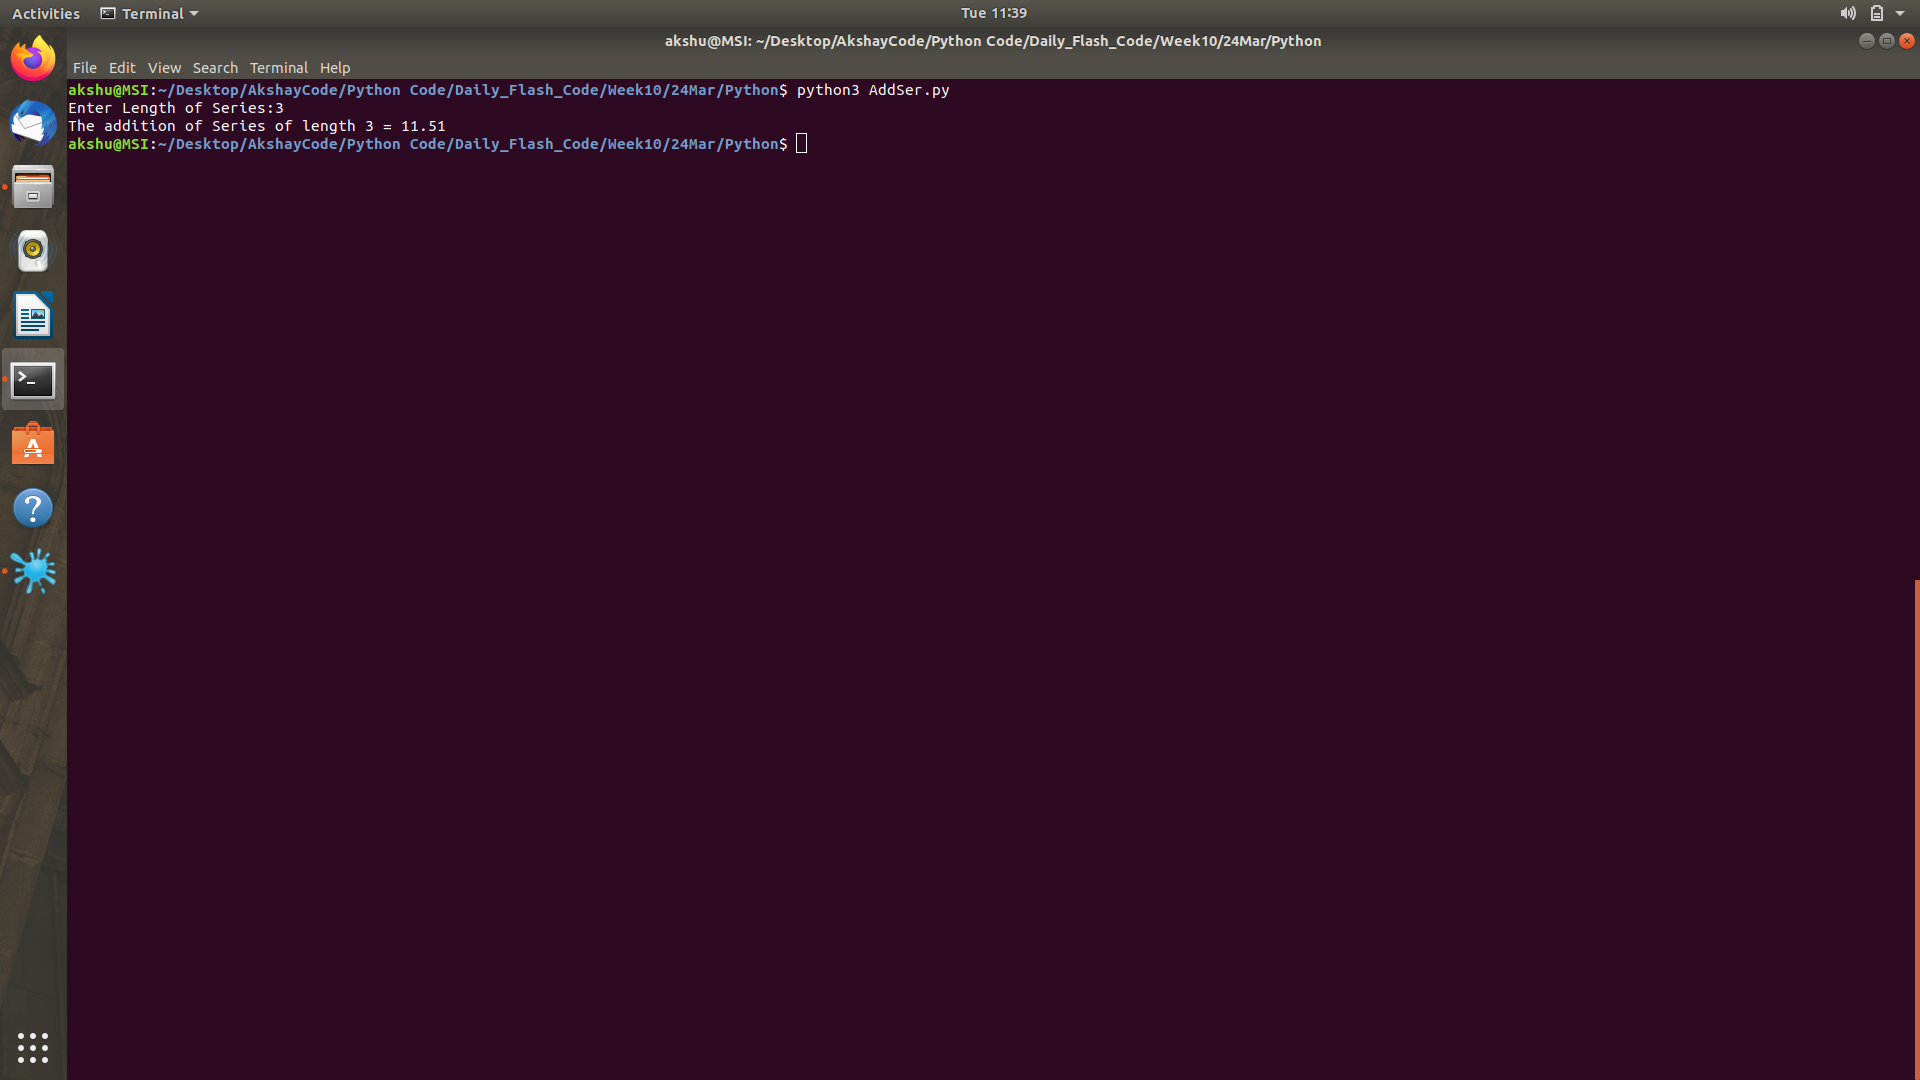 Activities Terminal Tue 11:39
akshu@MSI: ~/Desktop/AkshayCode/Python Code/Daily_Flash_Code/Week10/24Mar/Python
File Edit View Search Terminal Help
akshu@MSI:~/Desktop/AkshayCode/Python Code/Daily_Flash_Code/Week10/24Mar/Python$ python3 AddSer.py
Enter Length of Series:3
The addition of Series of length 3 = 11.51
akshu@MSI:~/Desktop/AkshayCode/Python Code/Daily_Flash_Code/Week10/24Mar/Python$